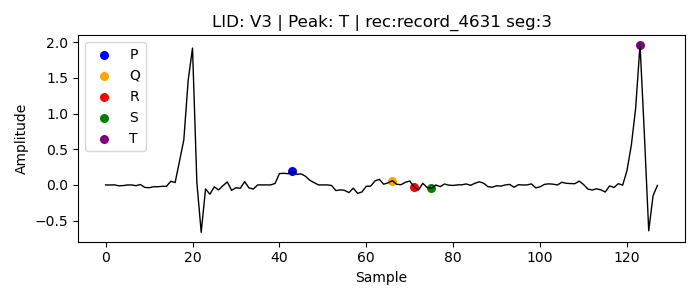 LID: V3 | Peak: T | rec:record_4631 seg:3
Amplitude
2.0
1.5
1.0
0.5
0.0
−0.5
P
Q
R
S
T
0 20 40 60 80 100 120
Sample